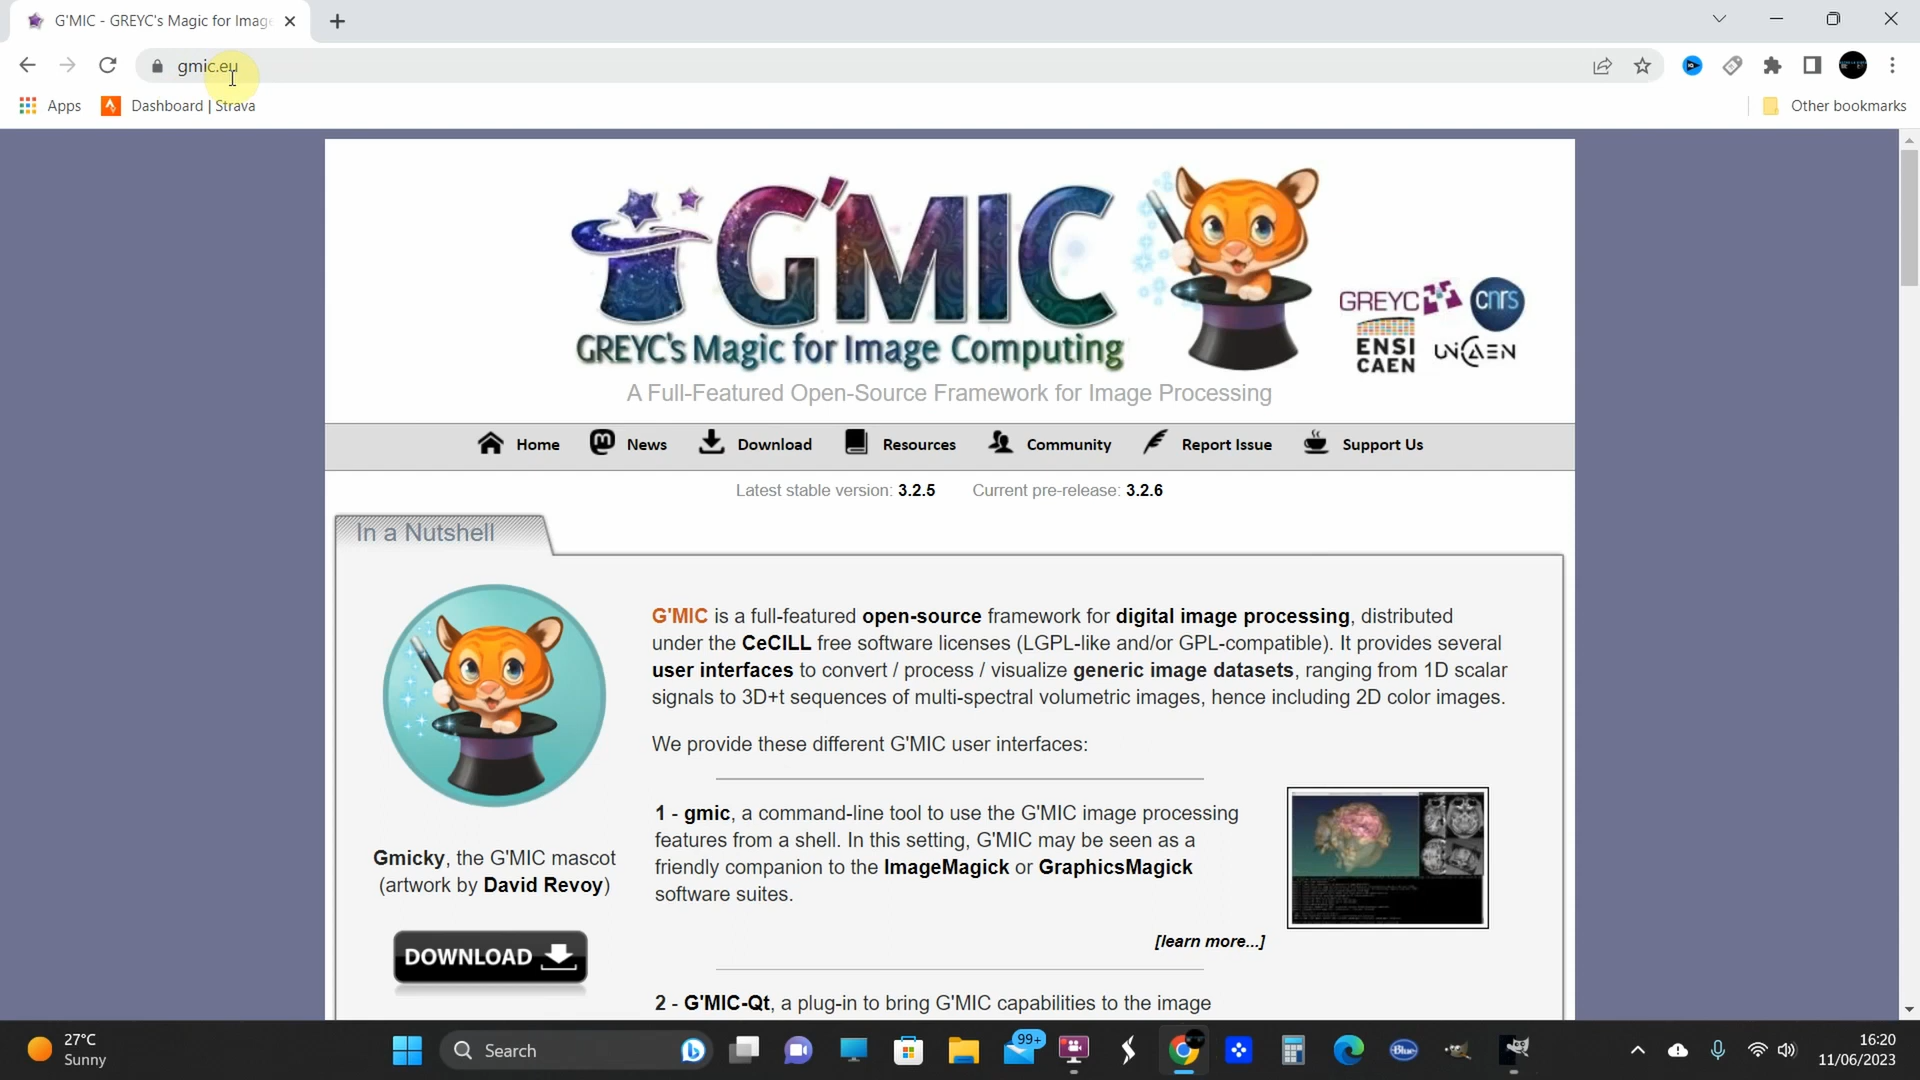 G'MIC - GREYC's Magic for Image
gmic.eu
Apps
Dashboard | Strava
Other bookmarks
G'MIC
GREYC's Magic for Image Computing
GREYC
cnrs
ENSI
CAEN
UNICAEN
A Full-Featured Open-Source Framework for Image Processing
Home
News
Download
Resources
Community
Report Issue
Support Us
Latest stable version: 3.2.5
Current pre-release: 3.2.6
In a Nutshell
G'MIC is a full-featured open-source framework for digital image processing, distributed
under the CeCILL free software licenses (LGPL-like and/or GPL-compatible). It provides several
user interfaces to convert / process / visualize generic image datasets, ranging from 1D scalar
signals to 3D+t sequences of multi-spectral volumetric images, hence including 2D color images.
We provide these different G'MIC user interfaces:
1 - gmic, a command-line tool to use the G'MIC image processing
features from a shell. In this setting, G'MIC may be seen as a
friendly companion to the ImageMagick or GraphicsMagick
software suites.
[learn more...]
Gmicky, the G'MIC mascot
(artwork by David Revoy)
DOWNLOAD
2 - G'MIC-Qt, a plug-in to bring G'MIC capabilities to the image
27°C
Sunny
Search
99+
Blue
16:20
11/06/2023